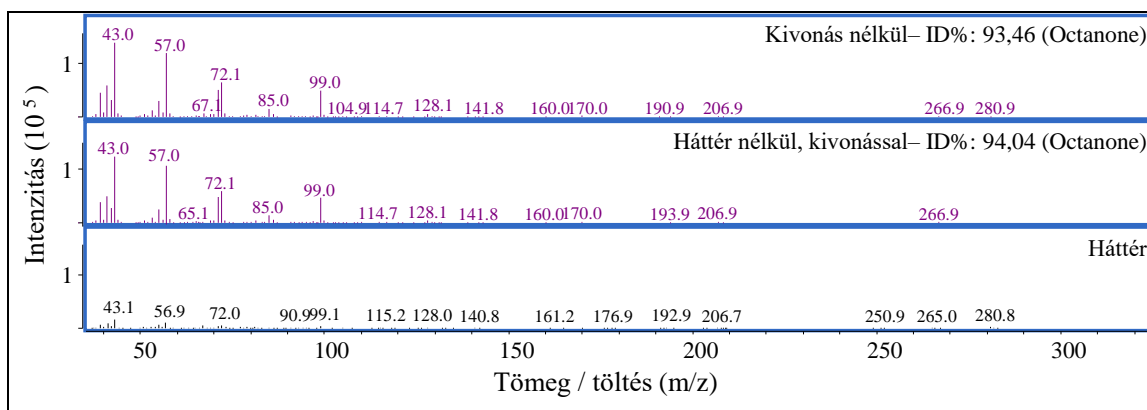 Kivonás nélkül– ID%: 93,46 (Octanone)
43.0 57.0 67.1 72.1 85.0 99.0 104.9 114.7 128.1 141.8 160.0 170.0 190.9 206.9 266.9 280.9
1
Háttér nélkül, kivonással– ID%: 94,04 (Octanone)
43.0 57.0 65.1 72.1 85.0 99.0 114.7 128.1 141.8 160.0 170.0 193.9 206.9 266.9
1
Háttér
43.1 56.9 72.0 90.9 99.1 115.2 128.0 140.8 161.2 176.9 192.9 206.7 250.9 265.0 280.8
1
Intenzitás (10 5)
50 100 150 200 250 300
Tömeg / töltés (m/z)